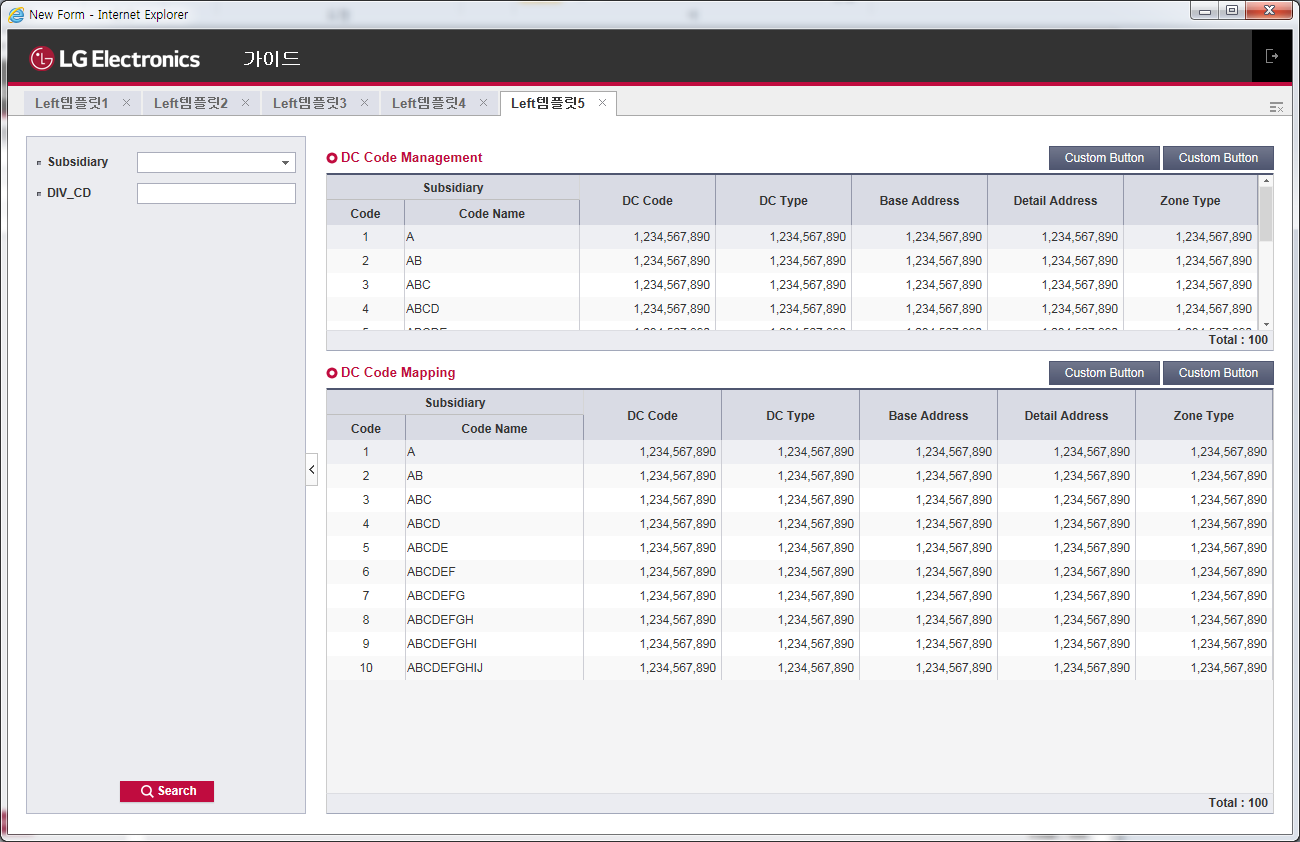 New Form - Internet Explorer
LG Electronics 가이드
Left템플릿1 Left템플릿2 Left템플릿3 Left템플릿4 Left템플릿5
Subsidiary
DIV_CD
Search
DC Code Management Custom Button Custom Button
Subsidiary DC Code DC Type Base Address Detail Address Zone Type
Code Code Name
1 A 1,234,567,890 1,234,567,890 1,234,567,890 1,234,567,890 1,234,567,890
2 AB 1,234,567,890 1,234,567,890 1,234,567,890 1,234,567,890 1,234,567,890
3 ABC 1,234,567,890 1,234,567,890 1,234,567,890 1,234,567,890 1,234,567,890
4 ABCD 1,234,567,890 1,234,567,890 1,234,567,890 1,234,567,890 1,234,567,890
Total : 100
DC Code Mapping Custom Button Custom Button
Subsidiary DC Code DC Type Base Address Detail Address Zone Type
Code Code Name
1 A 1,234,567,890 1,234,567,890 1,234,567,890 1,234,567,890 1,234,567,890
2 AB 1,234,567,890 1,234,567,890 1,234,567,890 1,234,567,890 1,234,567,890
3 ABC 1,234,567,890 1,234,567,890 1,234,567,890 1,234,567,890 1,234,567,890
4 ABCD 1,234,567,890 1,234,567,890 1,234,567,890 1,234,567,890 1,234,567,890
5 ABCDE 1,234,567,890 1,234,567,890 1,234,567,890 1,234,567,890 1,234,567,890
6 ABCDEF 1,234,567,890 1,234,567,890 1,234,567,890 1,234,567,890 1,234,567,890
7 ABCDEFG 1,234,567,890 1,234,567,890 1,234,567,890 1,234,567,890 1,234,567,890
8 ABCDEFGH 1,234,567,890 1,234,567,890 1,234,567,890 1,234,567,890 1,234,567,890
9 ABCDEFGHI 1,234,567,890 1,234,567,890 1,234,567,890 1,234,567,890 1,234,567,890
10 ABCDEFGHIJ 1,234,567,890 1,234,567,890 1,234,567,890 1,234,567,890 1,234,567,890
Total : 100